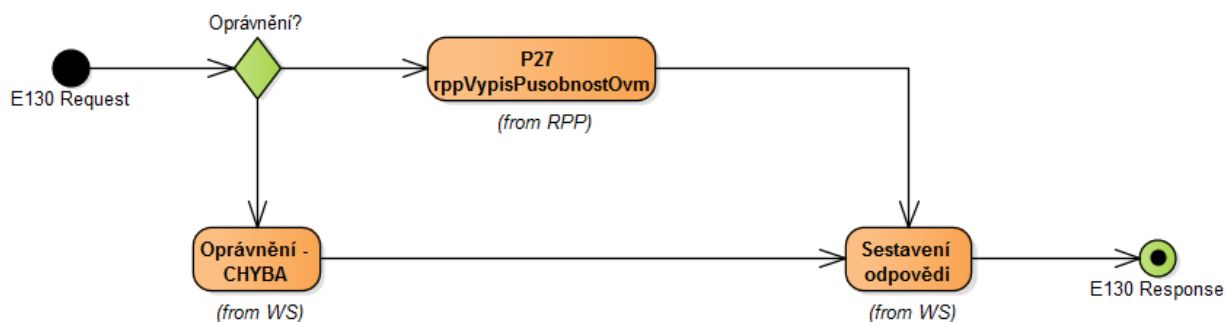 Oprávnění?
P27
rppVypisPusobnostOvm
E130 Request
(from RPP)
Oprávnění -
CHYBA
Sestavení
odpovědi
E130 Response
(from WS)
(from WS)